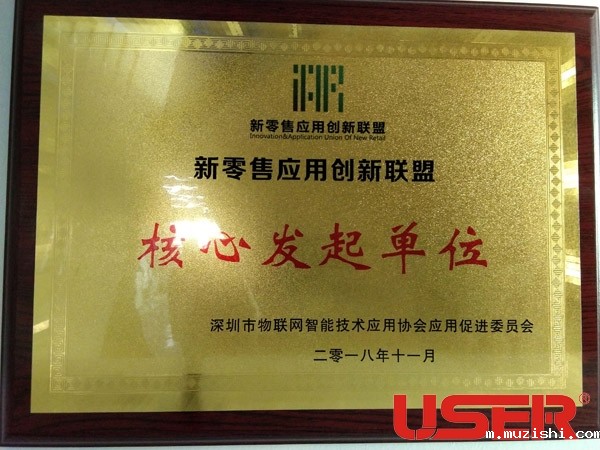 新零售应用创新联盟
Innovation&Application Union Of New Retail
新零售应用创新联盟
核心发起单位
深圳市物联网智能技术应用协会应用促进委员会
二零一八年十一月
USER®
m.muzishi.com